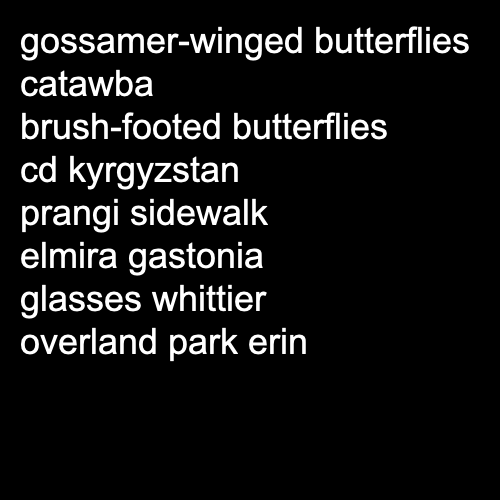 gossamer-winged butterflies
catawba
brush-footed butterflies
cd kyrgyzstan
prangi sidewalk
elmira gastonia
glasses whittier
overland park erin